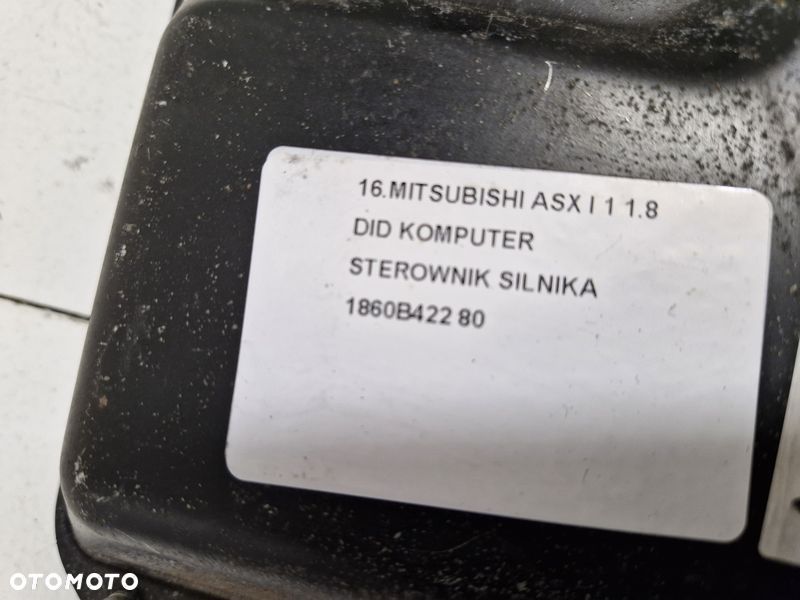 16.MITSUBISHI ASX I 1 1.8
DID KOMPUTER
STEROWNIK SILNIKA
1860B422 80
OTOMOTO